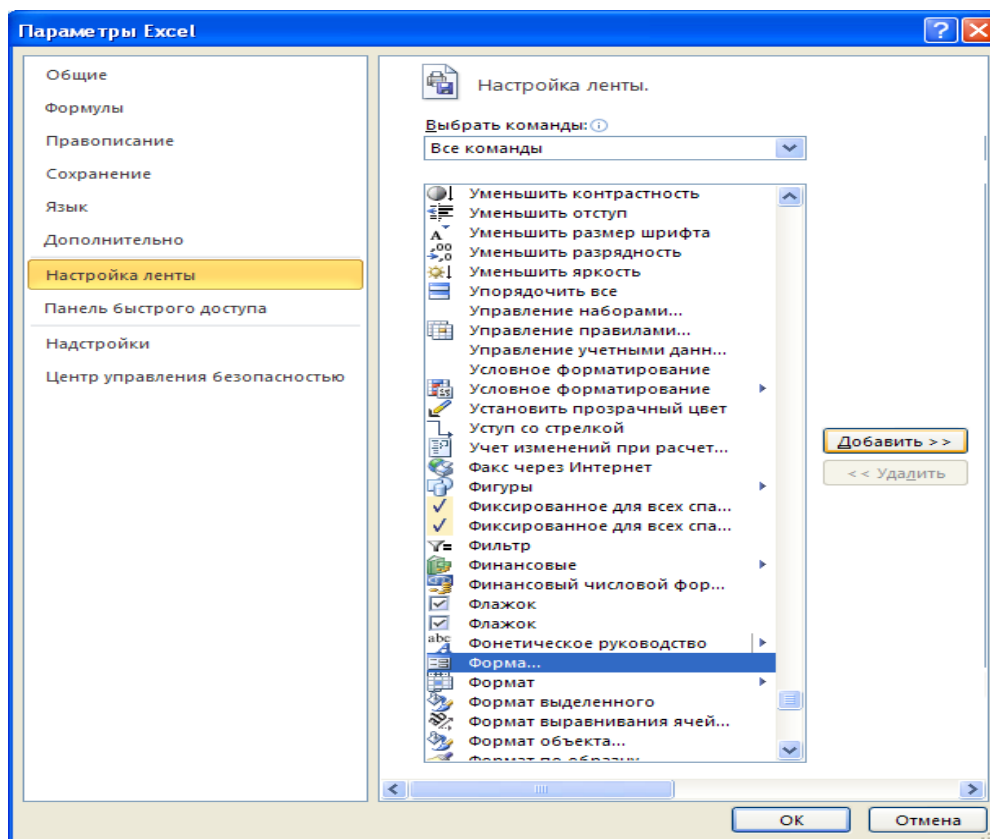 Параметры Excel
Общие
Формулы
Правописание
Сохранение
Язык
Дополнительно
Настройка ленты
Панель быстрого доступа
Надстройки
Центр управления безопасностью
Настройка ленты.
Выбрать команды:
Все команды
Уменьшить контрастность
Уменьшить отступ
Уменьшить размер шрифта
Уменьшить разрядность
Уменьшить яркость
Упорядочить все
Управление наборами...
Управление правилами...
Управление учетными данн...
Условное форматирование
Условное форматирование
Установить прозрачный цвет
Уступ со стрелкой
Учет изменений при расчет...
Факс через Интернет
Фигуры
Фиксированное для всех спа...
Фиксированное для всех спа...
Фильтр
Финансовые
Финансовый числовой фор...
Флажок
Флажок
Фонетическое руководство
Форма...
Формат
Формат выделенного
Формат выравнивания ячей...
Формат объекта...
Формат по образцу
Добавить >>
<< Удалить
ОК
Отмена